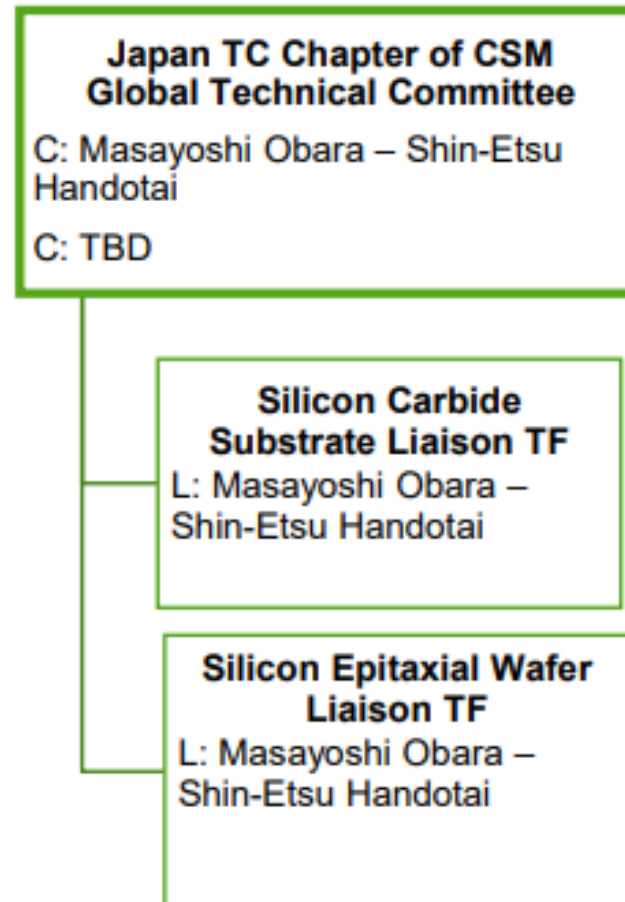 Japan TC Chapter of CSM
Global Technical Committee
C: Masayoshi Obara – Shin-Etsu
Handotai
C: TBD
Silicon Carbide
Substrate Liaison TF
L: Masayoshi Obara –
Shin-Etsu Handotai
Silicon Epitaxial Wafer
Liaison TF
L: Masayoshi Obara –
Shin-Etsu Handotai